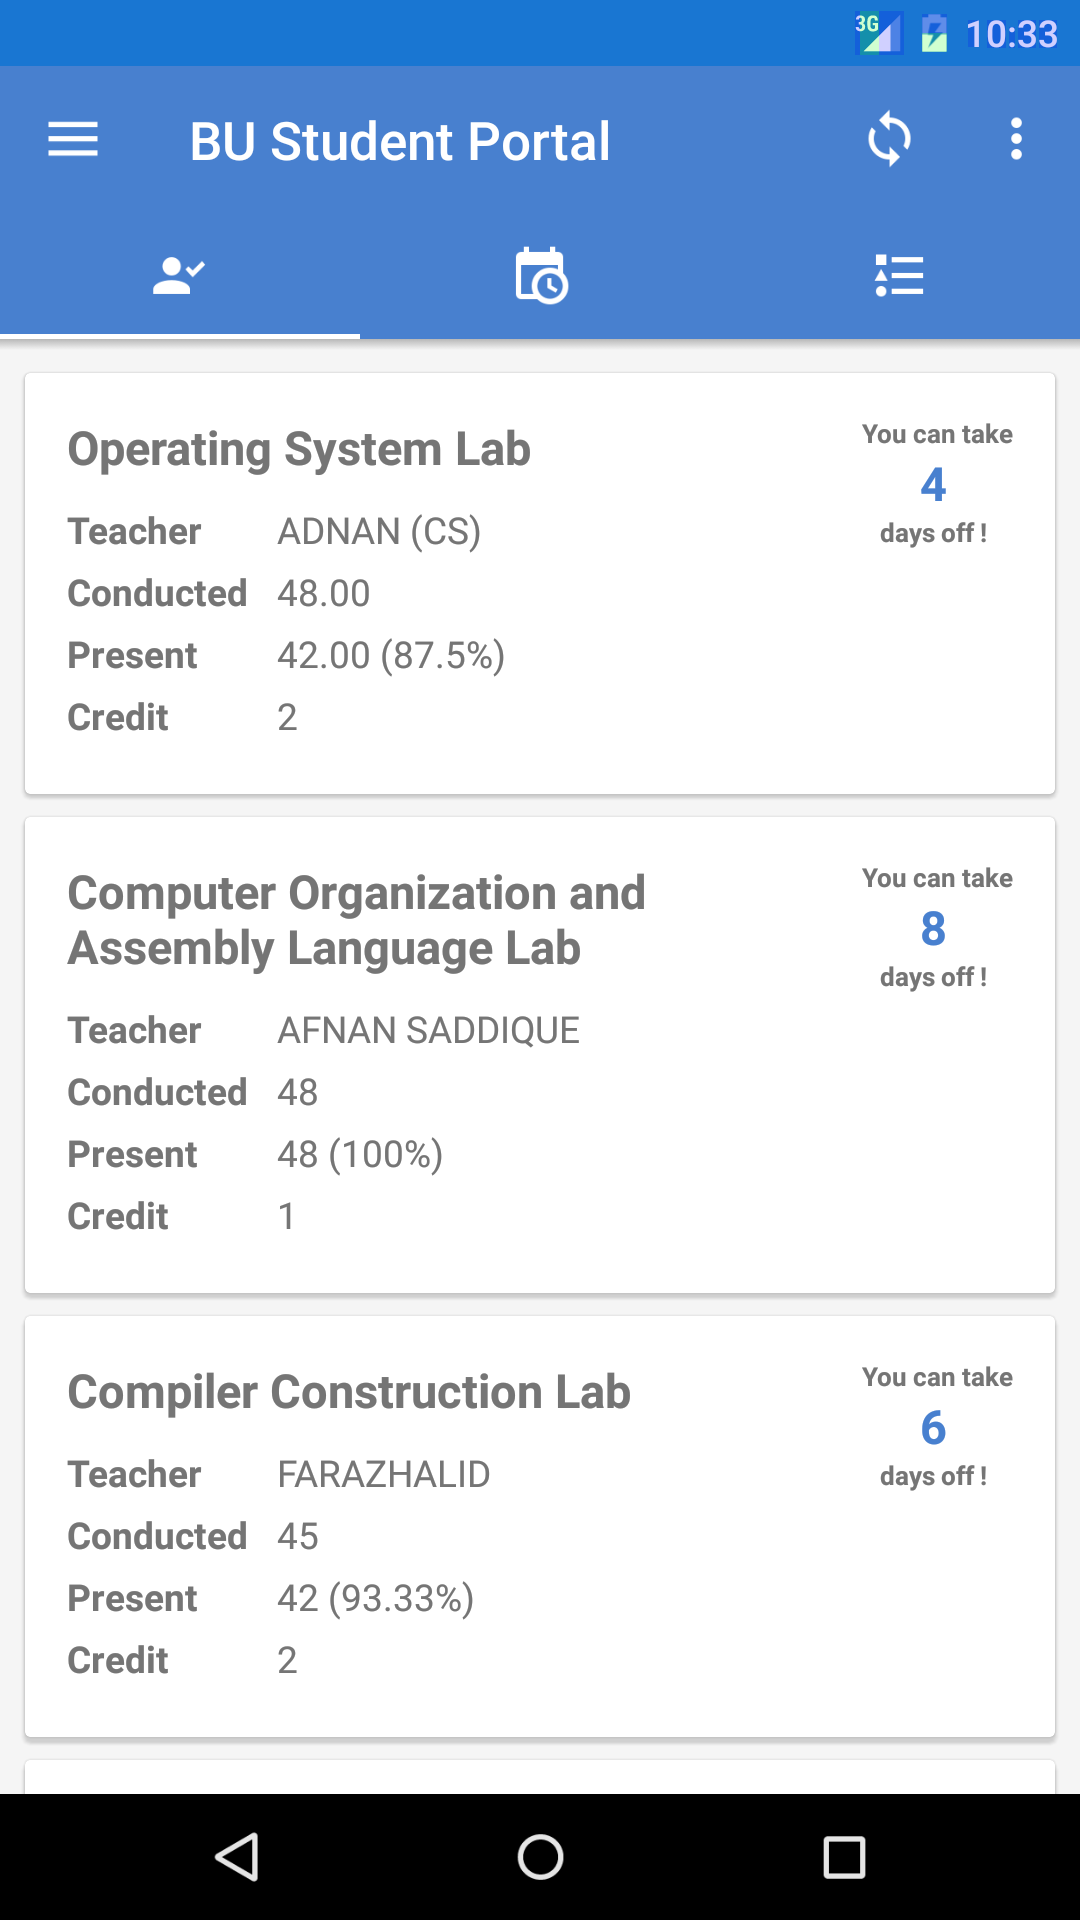 3G 10:33
BU Student Portal
Operating System Lab
You can take
4
days off !
Teacher ADNAN (CS)
Conducted 48.00
Present 42.00 (87.5%)
Credit 2
Computer Organization and
Assembly Language Lab
You can take
8
days off !
Teacher AFNAN SADDIQUE
Conducted 48
Present 48 (100%)
Credit 1
Compiler Construction Lab
You can take
6
days off !
Teacher FARAZHALID
Conducted 45
Present 42 (93.33%)
Credit 2